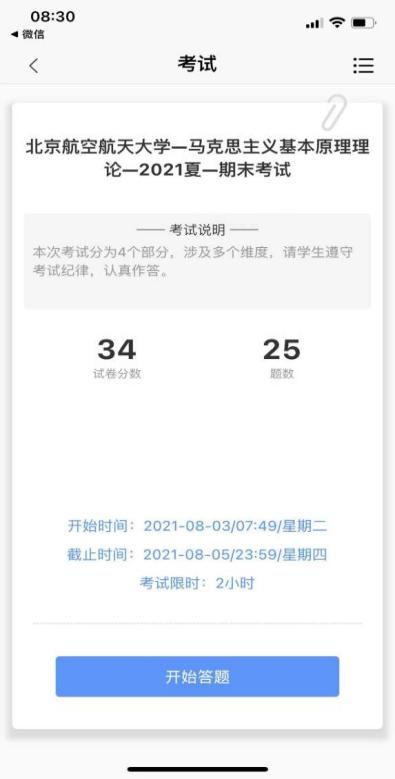 08:30
微信
考试
北京航空航天大学—马克思主义基本原理理
论—2021夏—期末考试
考试说明
本次考试分为4个部分，涉及多个维度，请学生遵守
考试纪律，认真作答。
34 25
试卷分数 题数
开始时间：2021-08-03/07:49/星期二
截止时间：2021-08-05/23:59/星期四
考试限时：2小时
开始答题